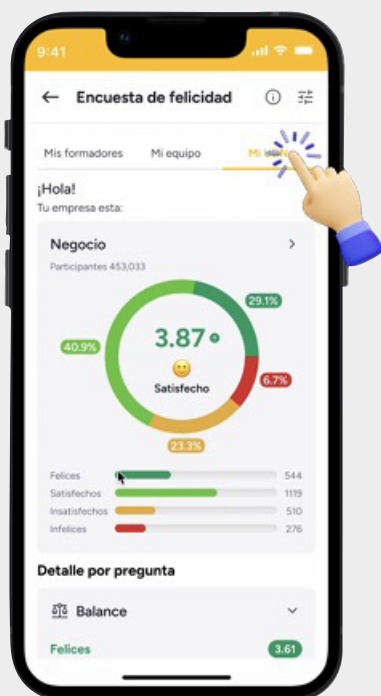 9:41
Encuesta de felicidad
Mis formadores Mi equipo Mi
¡Hola!
Tu empresa esta:
Negocio
Participantes 453,033
29.1%
3.87
40.9%
Satisfecho
6.7%
23.3%
Felices 544
Satisfechos 1119
Insatisfechos 510
Infelices 276
Detalle por pregunta
Balance
Felices 3.61